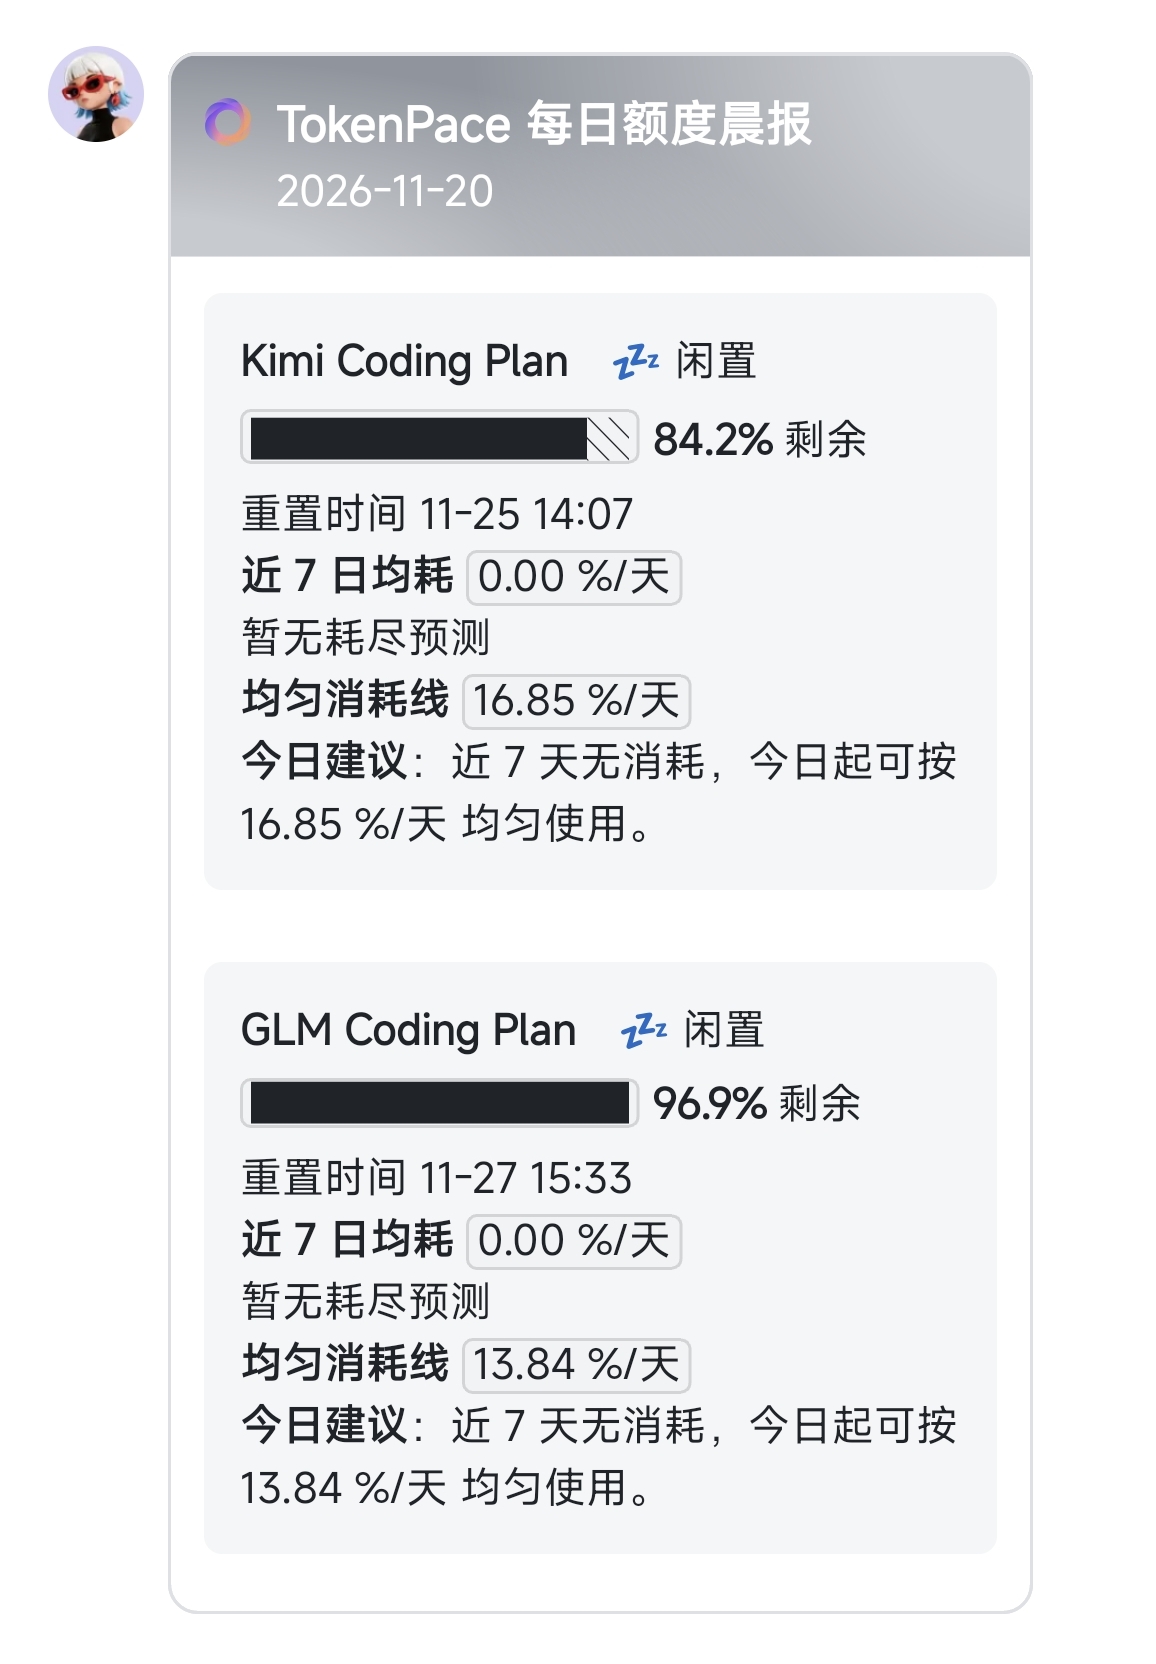 TokenPace 每日额度晨报
2026-11-20
Kimi Coding Plan 💤 闲置
84.2% 剩余
重置时间 11-25 14:07
近 7 日均耗 0.00 %/天
暂无耗尽预测
均匀消耗线 16.85 %/天
今日建议：近 7 天无消耗，今日起可按
16.85 %/天 均匀使用。
GLM Coding Plan 💤 闲置
96.9% 剩余
重置时间 11-27 15:33
近 7 日均耗 0.00 %/天
暂无耗尽预测
均匀消耗线 13.84 %/天
今日建议：近 7 天无消耗，今日起可按
13.84 %/天 均匀使用。